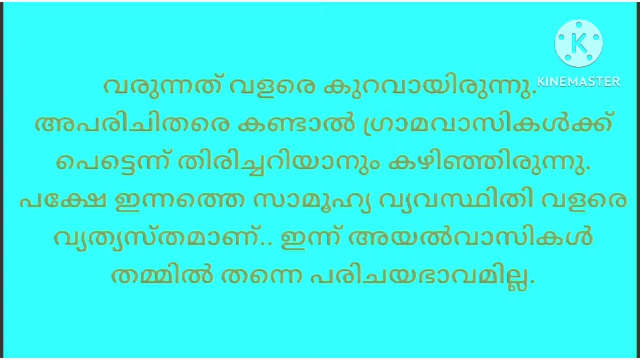 വരുന്നത് വളരെ കുറവായിരുന്നു.
KINEMASTER
അപരിചിതരെ കണ്ടാൽ ഗ്രാമവാസികൾക്ക്
പെട്ടെന്ന് തിരിച്ചറിയാനും കഴിഞ്ഞിരുന്നു.
പക്ഷേ ഇന്നത്തെ സാമൂഹ്യ വ്യവസ്ഥിതി വളരെ
വ്യത്യസ്തമാണ്.. ഇന്ന് അയൽവാസികൾ
തമ്മിൽ തന്നെ പരിചയഭാവമില്ല.